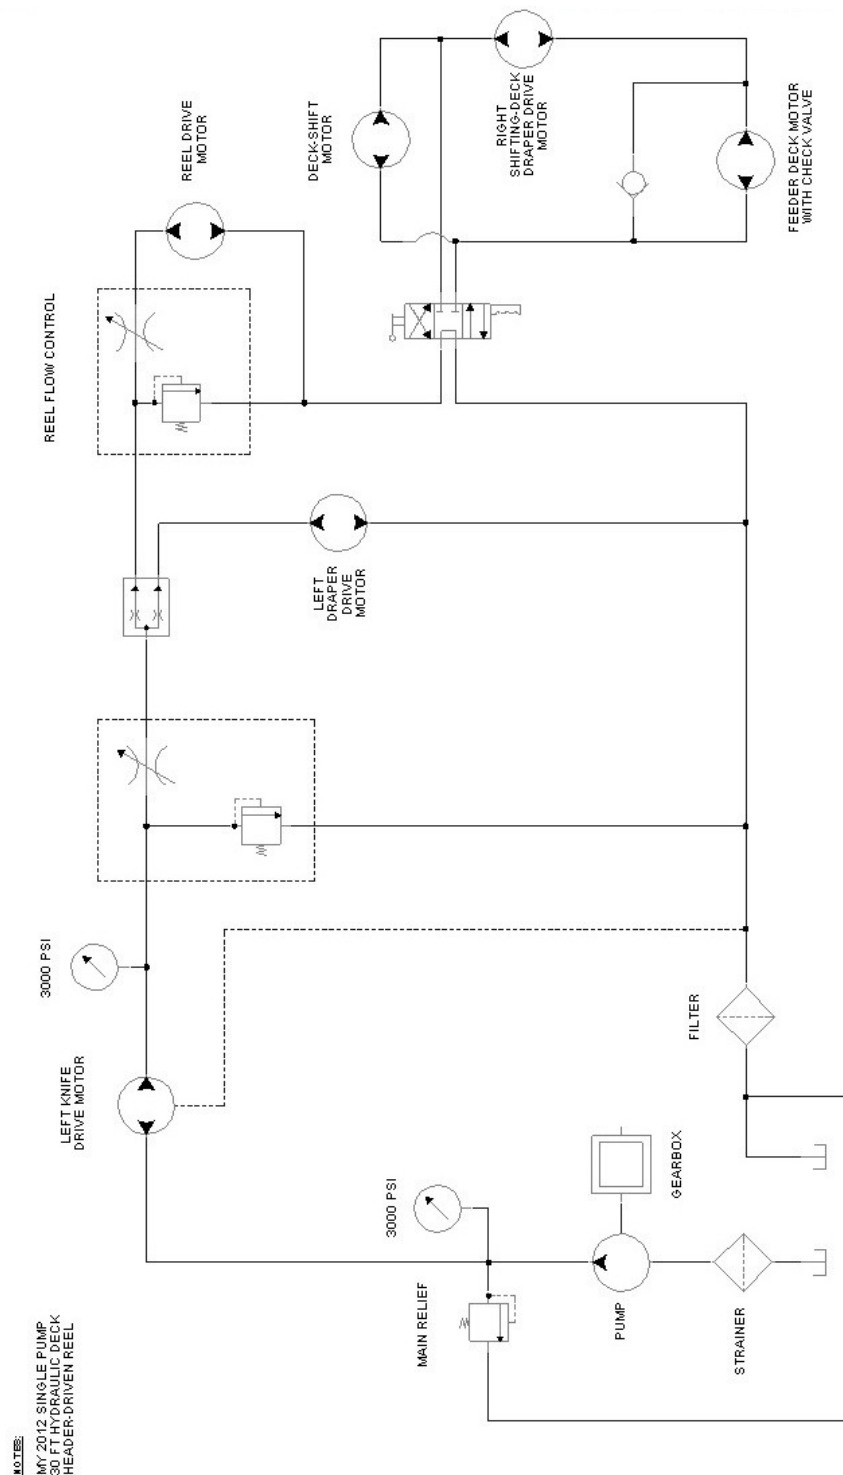 NOTES:
MY 2012 SINGLE PUMP
30 FT HYDRAULIC DECK
HEADER-DRIVEN REEL
MAIN RELIEF
3000 PSI
PUMP
STRAINER
GEARBOX
FILTER
LEFT KNIFE
DRIVE MOTOR
3000 PSI
LEFT
DRAPER
DRIVE
MOTOR
REEL FLOW CONTROL
REEL DRIVE
MOTOR
DECK-SHIFT
MOTOR
RIGHT
SHIFTING-DECK
DRAPER DRIVE
MOTOR
FEEDER DECK MOTOR
WITH CHECK VALVE